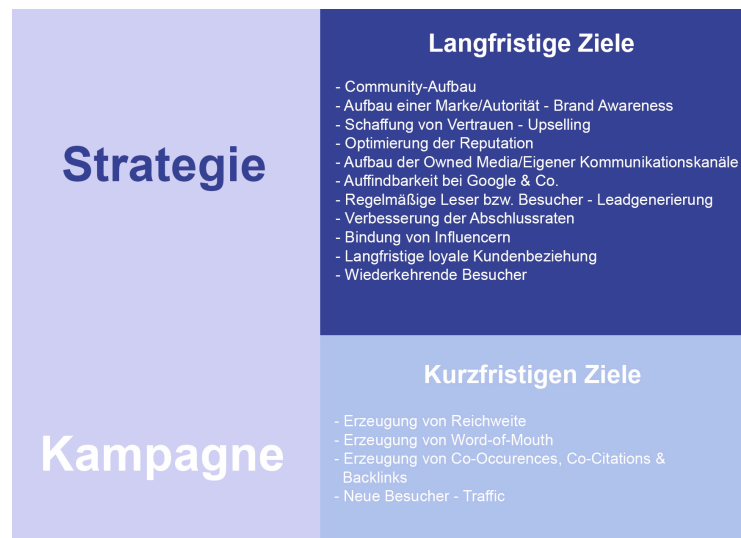 Strategie
Langfristige Ziele
- Community-Aufbau
- Aufbau einer Marke/Autorität - Brand Awareness
- Schaffung von Vertrauen - Upselling
- Optimierung der Reputation
- Aufbau der Owned Media/Eigener Kommunikationskanäle
- Auffindbarkeit bei Google & Co.
- Regelmäßige Leser bzw. Besucher - Leadgenerierung
- Verbesserung der Abschlussraten
- Bindung von Influencern
- Langfristige loyale Kundenbeziehung
- Wiederkehrende Besucher
Kampagne
Kurzfristigen Ziele
- Erzeugung von Reichweite
- Erzeugung von Word-of-Mouth
- Erzeugung von Co-Occurences, Co-Citations &
Backlinks
- Neue Besucher - Traffic